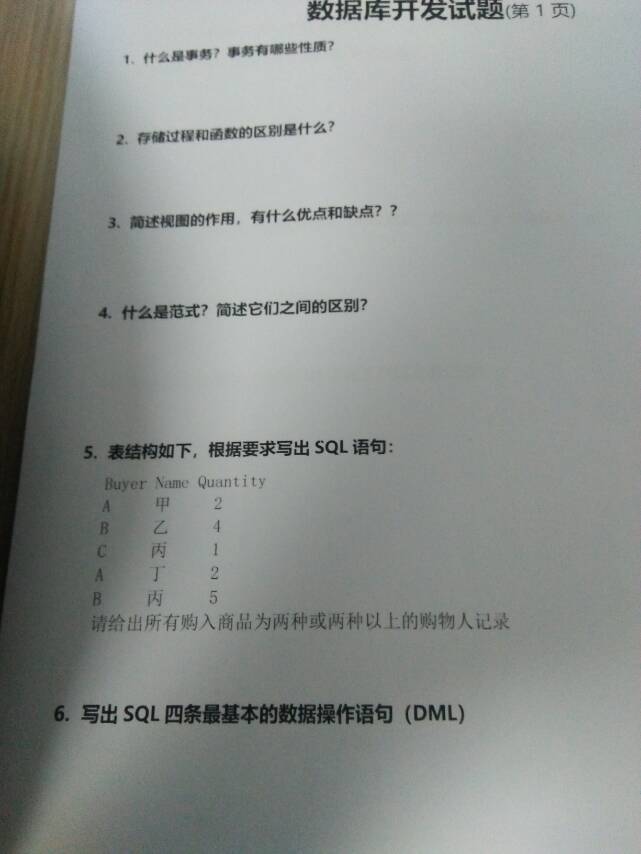 数据库开发试题(第 1 页)
1、什么是事务？事务有哪些性质？
2、存储过程和函数的区别是什么？
3、简述视图的作用，有什么优点和缺点？？
4. 什么是范式？简述它们之间的区别？
5. 表结构如下，根据要求写出 SQL 语句：
Buyer Name Quantity
A 甲 2
B 乙 4
C 丙 1
A 丁 2
B 丙 5
请给出所有购入商品为两种或两种以上的购物人记录
6. 写出 SQL 四条最基本的数据操作语句（DML）